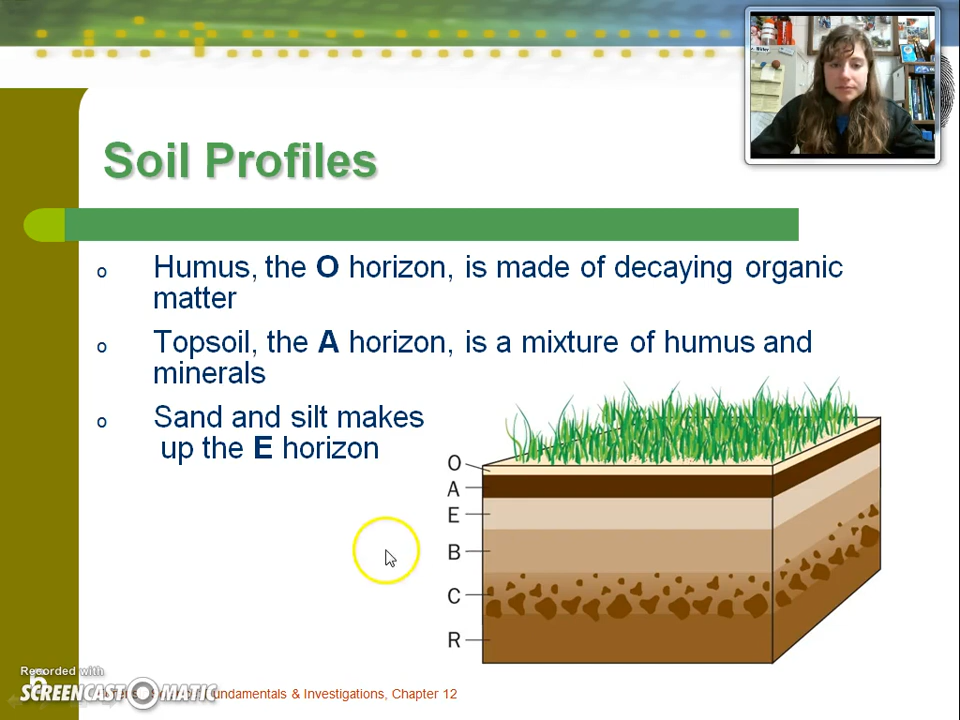 Soil Profiles
o Humus, the O horizon, is made of decaying organic
matter
o Topsoil, the A horizon, is a mixture of humus and
minerals
o Sand and silt makes
up the E horizon
O
A
E
B
C
R
Recorded with
SCREENCAST-O-MATIC
Fundamentals & Investigations, Chapter 12